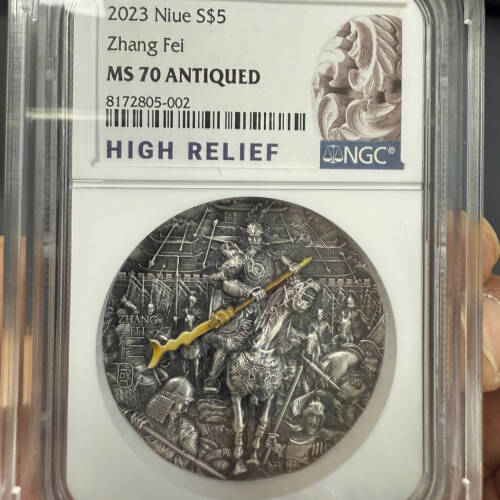 2023 Niue S$5
Zhang Fei
MS 70 ANTIQUED
8172805-002
HIGH RELIEF
NGC®
ZHANG
FEI